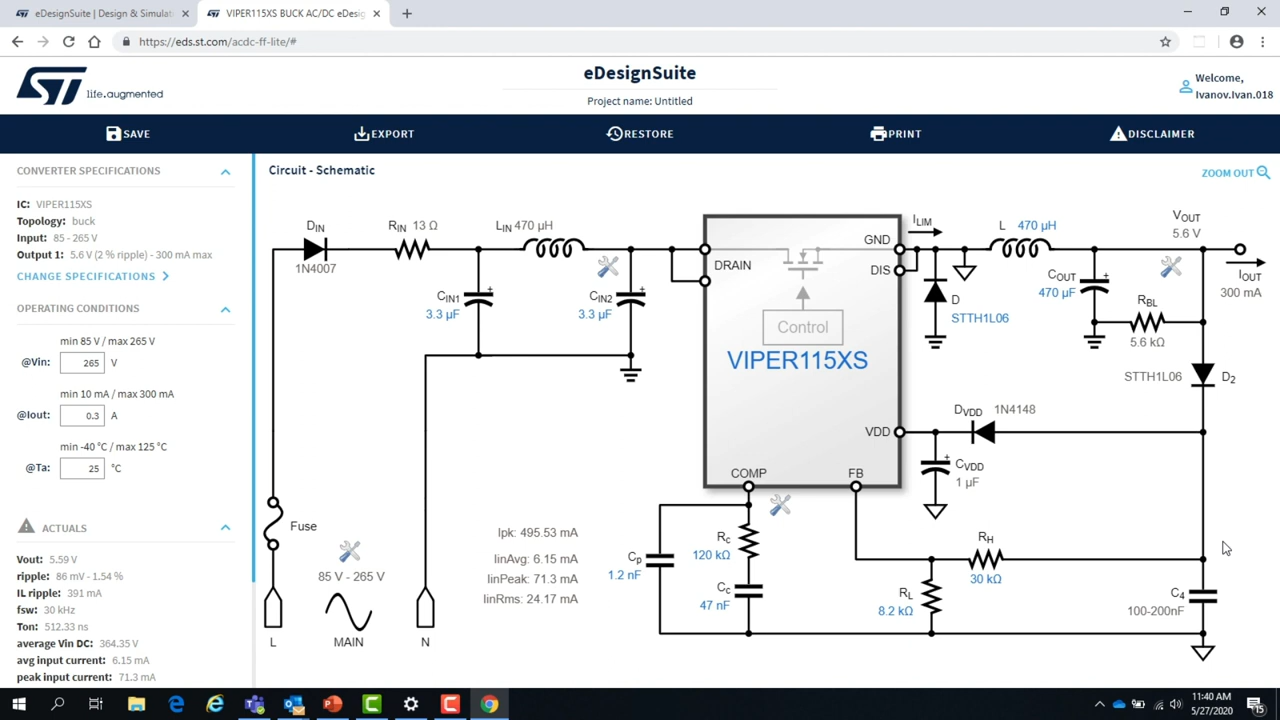 eDesignSuite | Design & Simulat
VIPER115XS BUCK AC/DC eDesig
https://eds.st.com/acdc-ff-lite/#
ST
life.augmented
eDesignSuite
Project name: Untitled
Welcome,
Ivanov.Ivan.018
SAVE
EXPORT
RESTORE
PRINT
DISCLAIMER
CONVERTER SPECIFICATIONS
IC: VIPER115XS
Topology: buck
Input: 85 - 265 V
Output 1: 5.6 V (2 % ripple) - 300 mA max
CHANGE SPECIFICATIONS
OPERATING CONDITIONS
min 85 V / max 265 V
@Vin: 265 V
min 10 mA / max 300 mA
@Iout: 0.3 A
min -40 °C / max 125 °C
@Ta: 25 °C
ACTUALS
Vout: 5.59 V
ripple: 86 mV - 1.54 %
IL ripple: 391 mA
fsw: 30 kHz
Ton: 512.33 ns
average Vin DC: 364.35 V
avg input current: 6.15 mA
peak input current: 71.3 mA
Circuit - Schematic
ZOOM OUT
DIN
1N4007
RIN 13 Ω
LIN 470 µH
CIN1
3.3 µF
CIN2
3.3 µF
DRAIN
GND
DIS
Control
VIPER115XS
VDD
COMP
FB
ILIM
L 470 µH
VOUT
5.6 V
IOUT
300 mA
D
STTH1L06
COUT
470 µF
RBL
5.6 kΩ
STTH1L06
D2
DVDD 1N4148
CVDD
1 µF
Fuse
85 V - 265 V
L
MAIN
N
Ipk: 495.53 mA
IinAvg: 6.15 mA
IinPeak: 71.3 mA
IinRms: 24.17 mA
Cp
1.2 nF
Rc
120 kΩ
Cc
47 nF
RH
30 kΩ
RL
8.2 kΩ
C4
100-200nF
11:40 AM
5/27/2020
15